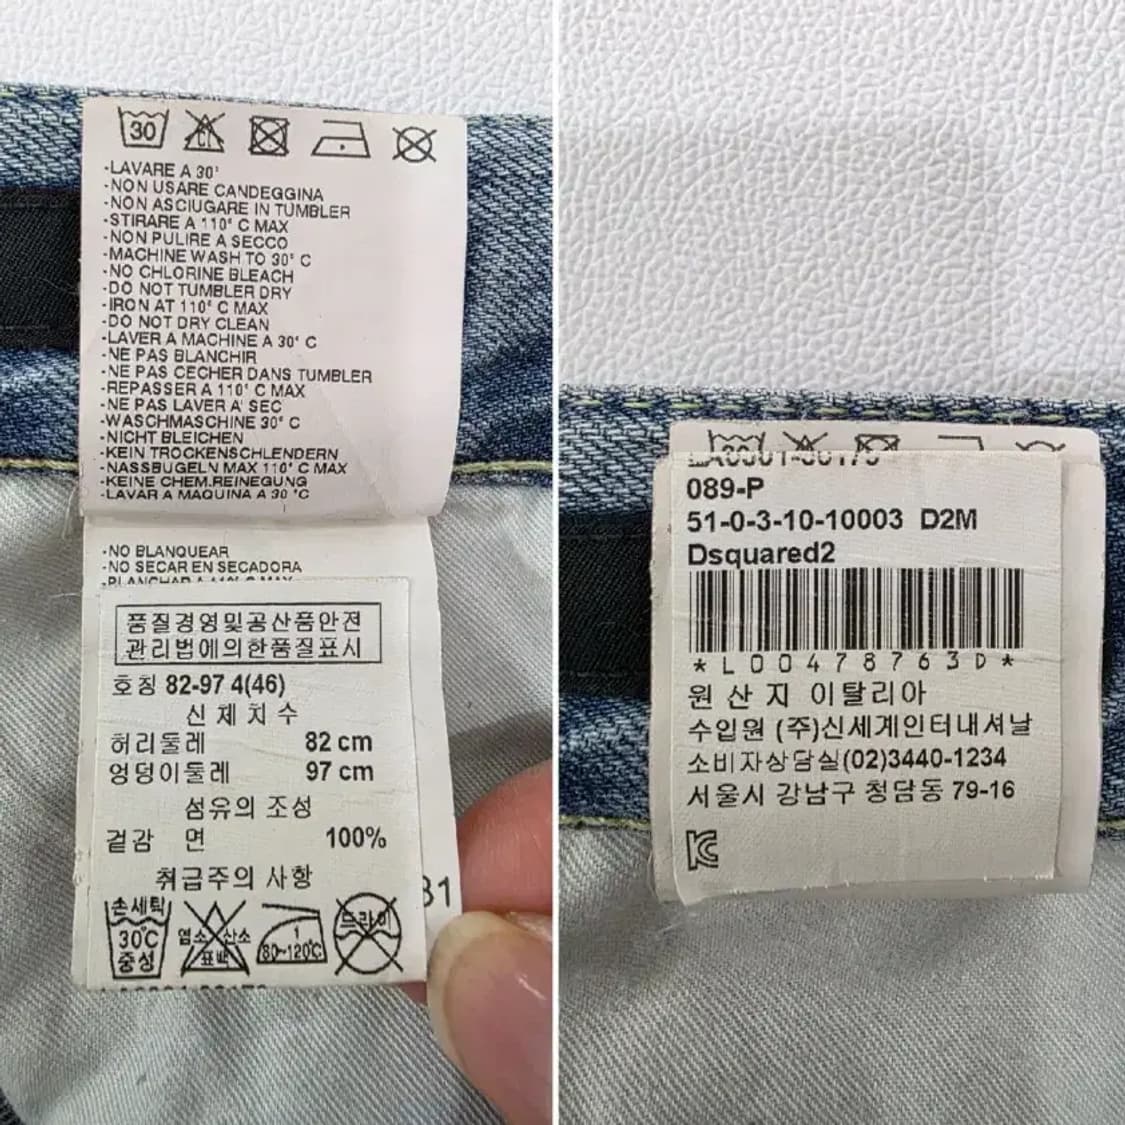 30
CL
-LAVARE A 30°
-NON USARE CANDEGGINA
-NON ASCIUGARE IN TUMBLER
-STIRARE A 110° C MAX
-NON PULIRE A SECCO
-MACHINE WASH TO 30° C
-NO CHLORINE BLEACH
-DO NOT TUMBLER DRY
-IRON AT 110° C MAX
-DO NOT DRY CLEAN
-LAVER A MACHINE A 30° C
-NE PAS BLANCHIR
-NE PAS CECHER DANS TUMBLER
-REPASSER A 110° C MAX
-NE PAS LAVER A' SEC
-WASCHMASCHINE 30° C
-NICHT BLEICHEN
-KEIN TROCKENSCHLENDERN
-NASSBUGELN MAX 110° C MAX
-KEINE CHEM.REINEGUNG
-LAVAR A MAQUINA A 30 °C
-NO BLANQUEAR
-NO SECAR EN SECADORA
-PLANCHAR A 110° C MAX
품질경영및공산품안전
관리법에의한품질표시
호칭 82-97 4(46)
신체치수
허리둘레 82 cm
엉덩이둘레 97 cm
섬유의 조성
겉감 면 100%
취급주의 사항
손세탁 30℃ 중성
염소 산소 표백
1 80~120℃
드라이
31
089-P
51-0-3-10-10003 D2M
Dsquared2
*L00478763D*
원 산 지 이탈리아
수입원 (주)신세계인터내셔날
소비자상담실(02)3440-1234
서울시 강남구 청담동 79-16